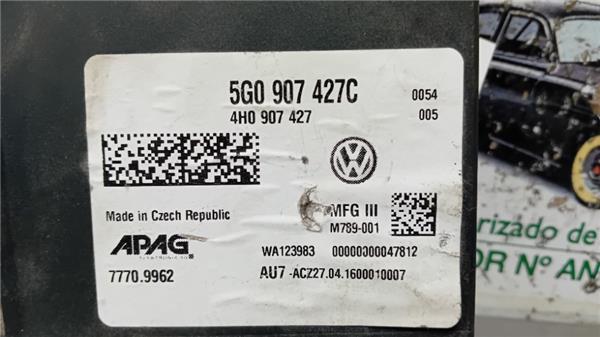 5G0 907 427C 0054
4H0 907 427 005
Made in Czech Republic
MFG III
M789-001
APAG
WA123983 00000000047812
7770.9962
AU7-ACZ27.04.1600010007
rizado de
OR Nº AN